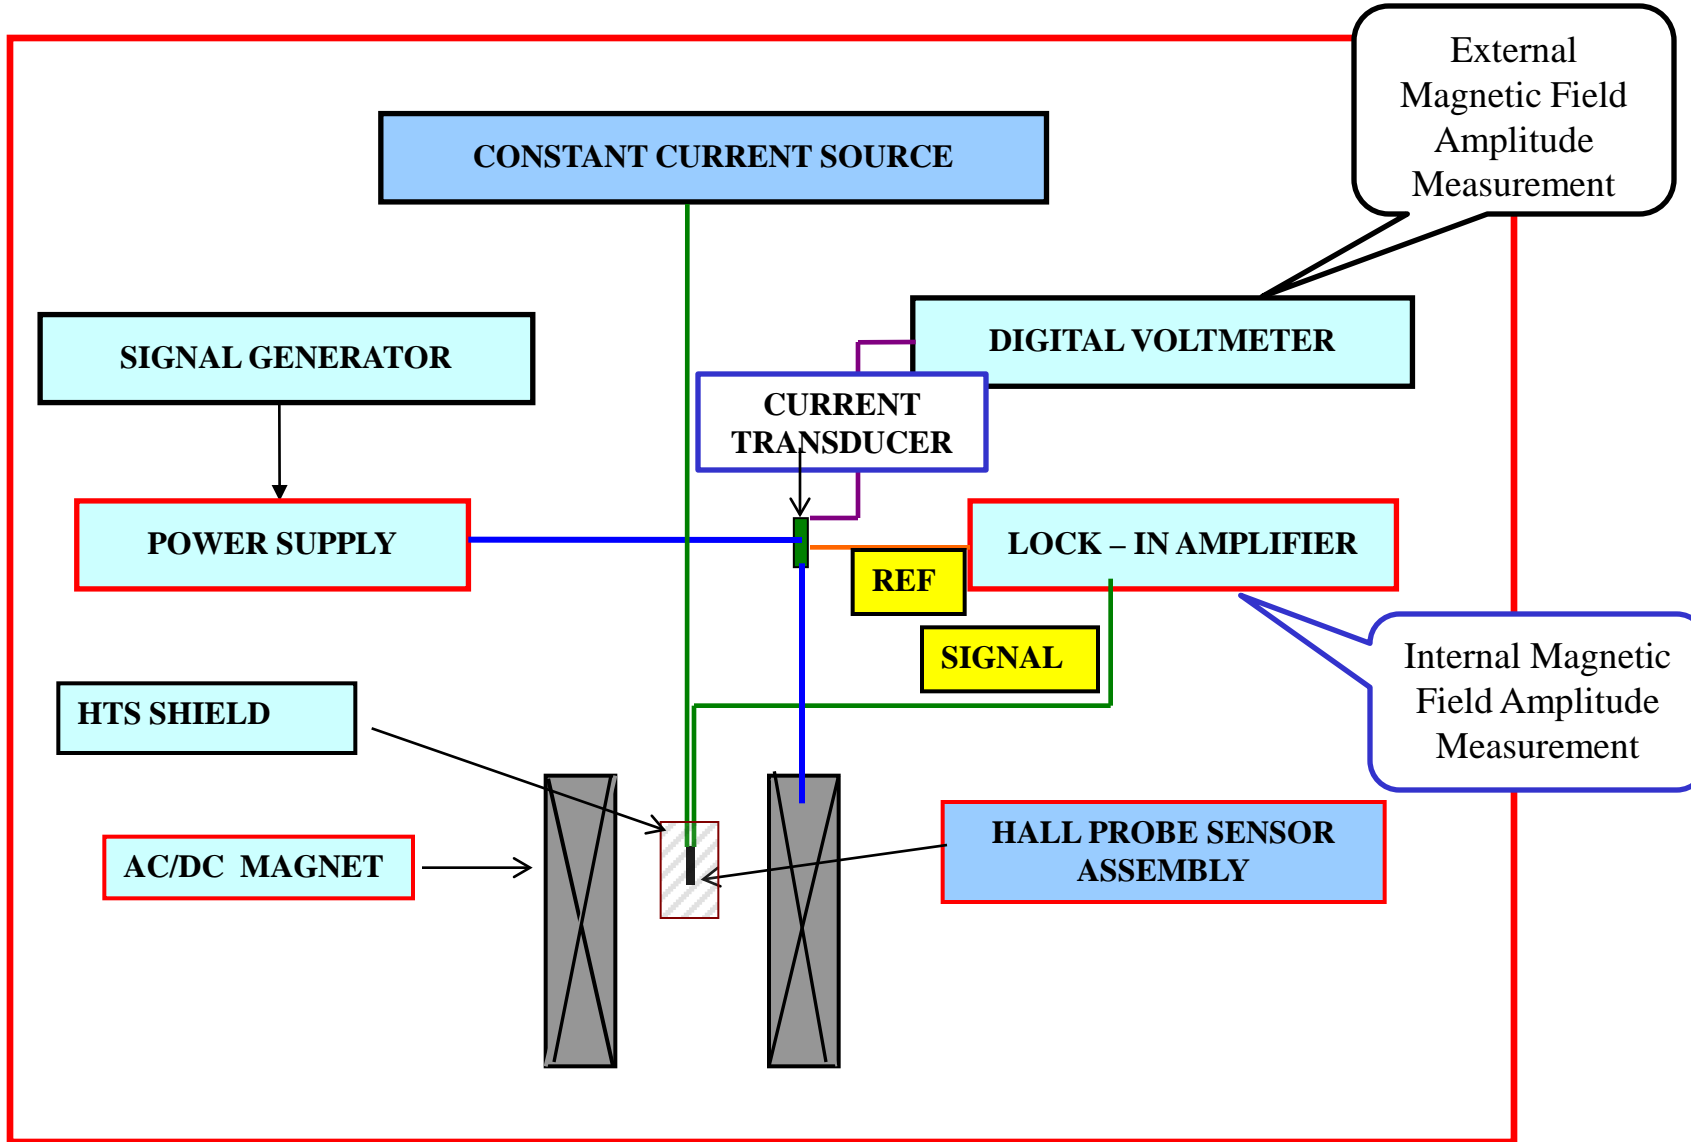 External
Magnetic Field
Amplitude
Measurement
CONSTANT CURRENT SOURCE
SIGNAL GENERATOR
DIGITAL VOLTMETER
CURRENT
TRANSDUCER
POWER SUPPLY
LOCK – IN AMPLIFIER
REF
SIGNAL
Internal Magnetic
Field Amplitude
Measurement
HTS SHIELD
AC/DC MAGNET
HALL PROBE SENSOR
ASSEMBLY